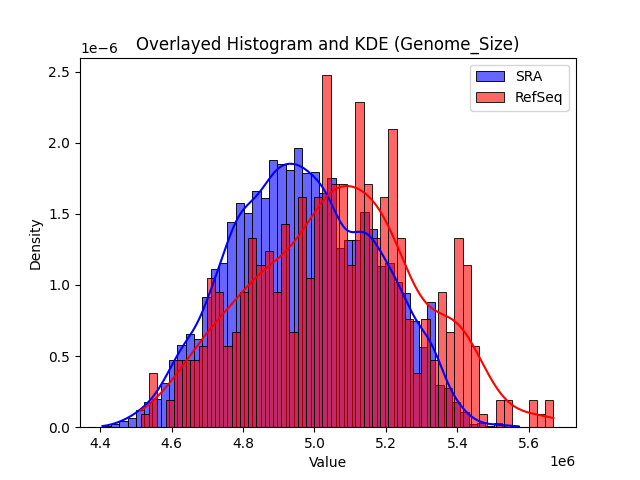 Overlayed Histogram and KDE (Genome_Size)
1e−6
2.5
2.0
1.5
1.0
0.5
0.0
Density
SRA
RefSeq
4.4 4.6 4.8 5.0 5.2 5.4 5.6
1e6
Value